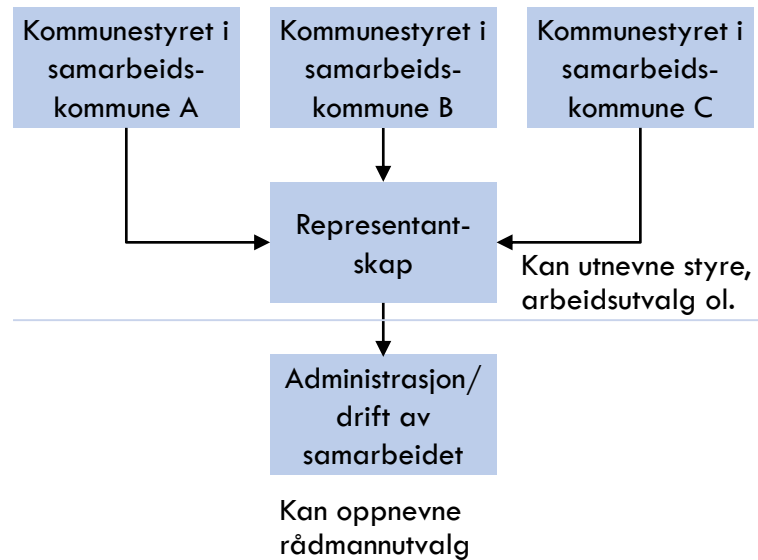 Kommunestyret i
samarbeids-
kommune A
Kommunestyret i
samarbeids-
kommune B
Kommunestyret i
samarbeids-
kommune C
Representant-
skap
Kan utnevne styre,
arbeidsutvalg ol.
Administrasjon/
drift av
samarbeidet
Kan oppnevne
rådmannutvalg